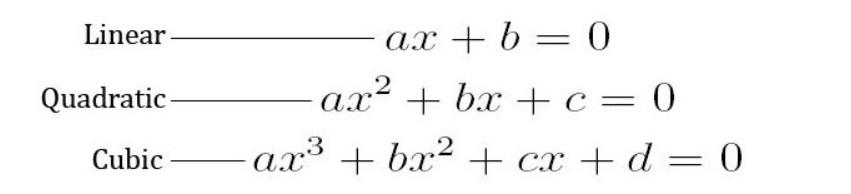 Linear ax + b = 0
Quadratic ax² + bx + c = 0
Cubic ax³ + bx² + cx + d = 0